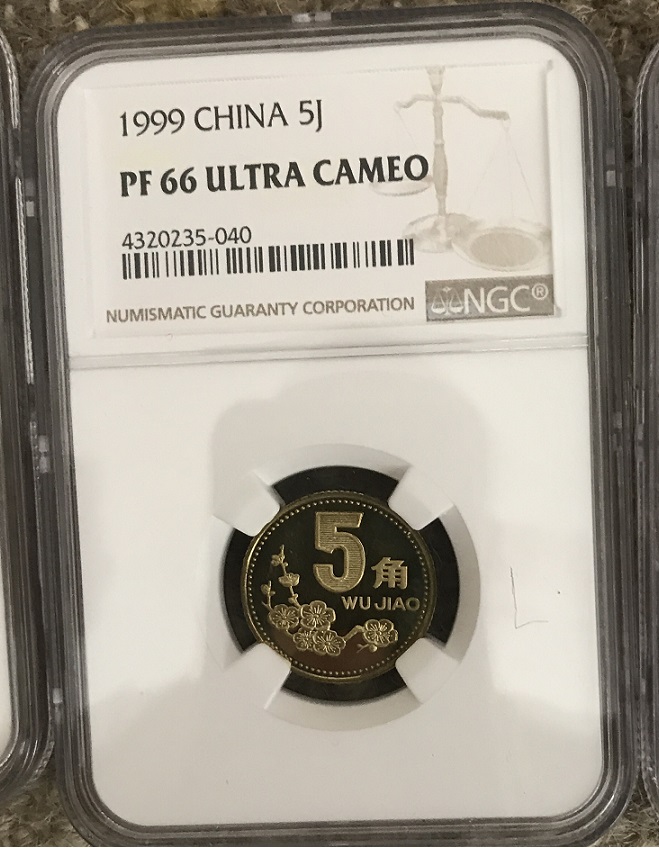 1999 CHINA 5J
PF 66 ULTRA CAMEO
4320235-040
NUMISMATIC GUARANTY CORPORATION NGC®
5角
WU JIAO
L